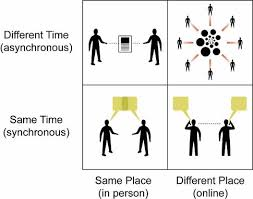 Different Time
(asynchronous)
Same Time
(synchronous)
Same Place
(in person)
Different Place
(online)